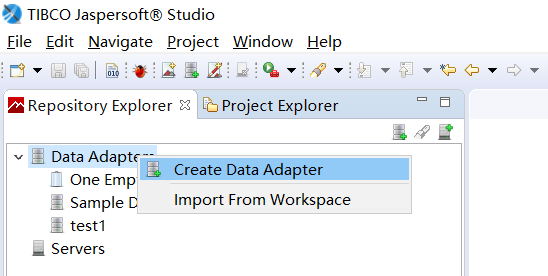 TIBCO Jaspersoft® Studio
File Edit Navigate Project Window Help
010
Repository Explorer Project Explorer
Data Adapters
Create Data Adapter
One Emp
Import From Workspace
Sample D
test1
Servers